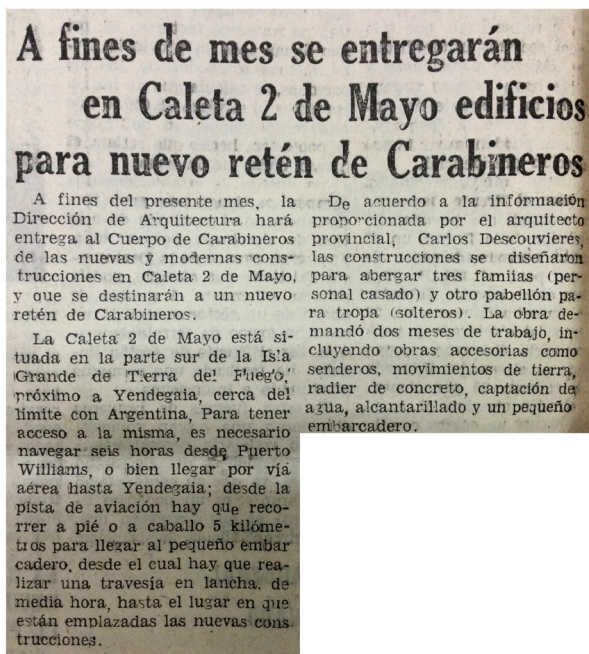 A fines de mes se entregarán
en Caleta 2 de Mayo edificios
para nuevo retén de Carabineros
A fines del presente mes, la
Dirección de Arquitectura hará
entrega al Cuerpo de Carabineros
de las nuevas y modernas cons-
trucciones en Caleta 2 de Mayo,
y que se destinarán a un nuevo
retén de Carabineros.
La Caleta 2 de Mayo está si-
tuada en la parte sur de la Isla
Grande de Tierra del Fuego,
próximo a Yendegaia, cerca del
límite con Argentina, Para tener
acceso a la misma, es necesario
navegar seis horas desde Puerto
Williams, o bien llegar por vía
aérea hasta Yendegaia; desde la
pista de aviación hay que reco-
rrer a pié o a caballo 5 kilóme-
tros para llegar al pequeño embar
cadero, desde el cual hay que rea-
lizar una travesía en lancha. de
media hora, hasta el lugar en que
están emplazadas las nuevas cons
trucciones.
De acuerdo a la información
proporcionada por el arquitecto
provincial, Carlos Descouvieres,
las construcciones se diseñaron
para abergar tres famiias (per-
sonal casado) y otro pabellón pa-
ra tropa (solteros). La obra de-
mandó dos meses de trabajo, in-
cluyendo obras accesorias como
senderos, movimientos de tierra,
radier de concreto, captación de
agua, alcantarillado y un pequeño
embarcadero.